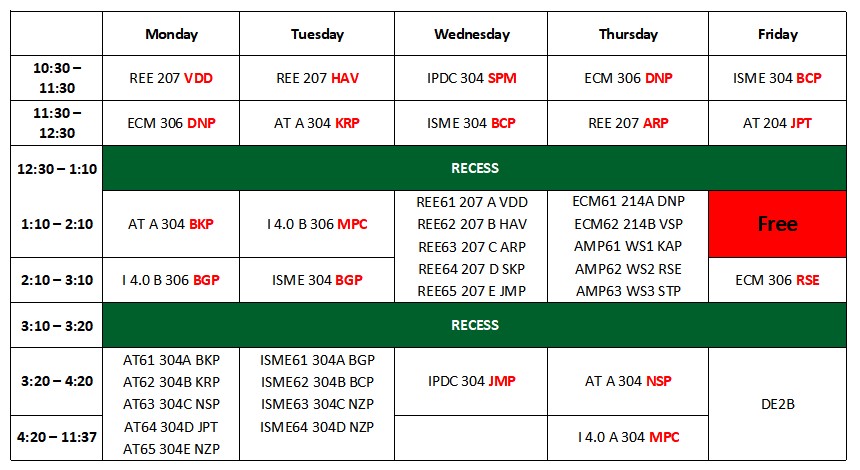 Monday Tuesday Wednesday Thursday Friday
10:30 –
11:30
REE 207 VDD
REE 207 HAV
IPDC 304 SPM
ECM 306 DNP
ISME 304 BCP
11:30 –
12:30
ECM 306 DNP
AT A 304 KRP
ISME 304 BCP
REE 207 ARP
AT 204 JPT
12:30 – 1:10
RECESS
1:10 – 2:10
AT A 304 BKP
I 4.0 B 306 MPC
REE61 207 A VDD
REE62 207 B HAV
REE63 207 C ARP
REE64 207 D SKP
REE65 207 E JMP
ECM61 214A DNP
ECM62 214B VSP
AMP61 WS1 KAP
AMP62 WS2 RSE
AMP63 WS3 STP
Free
2:10 – 3:10
I 4.0 B 306 BGP
ISME 304 BGP
ECM 306 RSE
3:10 – 3:20
RECESS
3:20 – 4:20
AT61 304A BKP
AT62 304B KRP
AT63 304C NSP
AT64 304D JPT
AT65 304E NZP
ISME61 304A BGP
ISME62 304B BCP
ISME63 304C NZP
ISME64 304D NZP
IPDC 304 JMP
AT A 304 NSP
DE2B
4:20 – 11:37
I 4.0 A 304 MPC